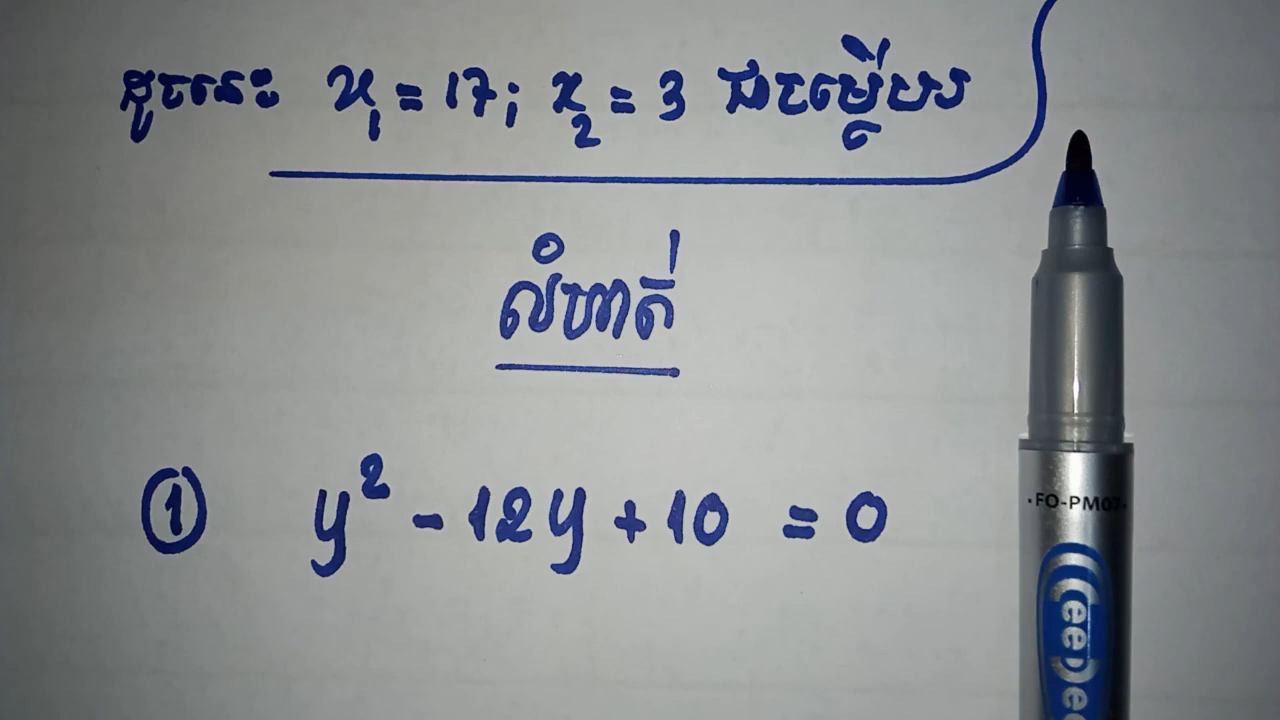 ដូចនេះ x₁ = 17; x₂ = 3 ជាចម្លើយ
លំហាត់
① y² - 12y + 10 = 0
·FO-PM07·